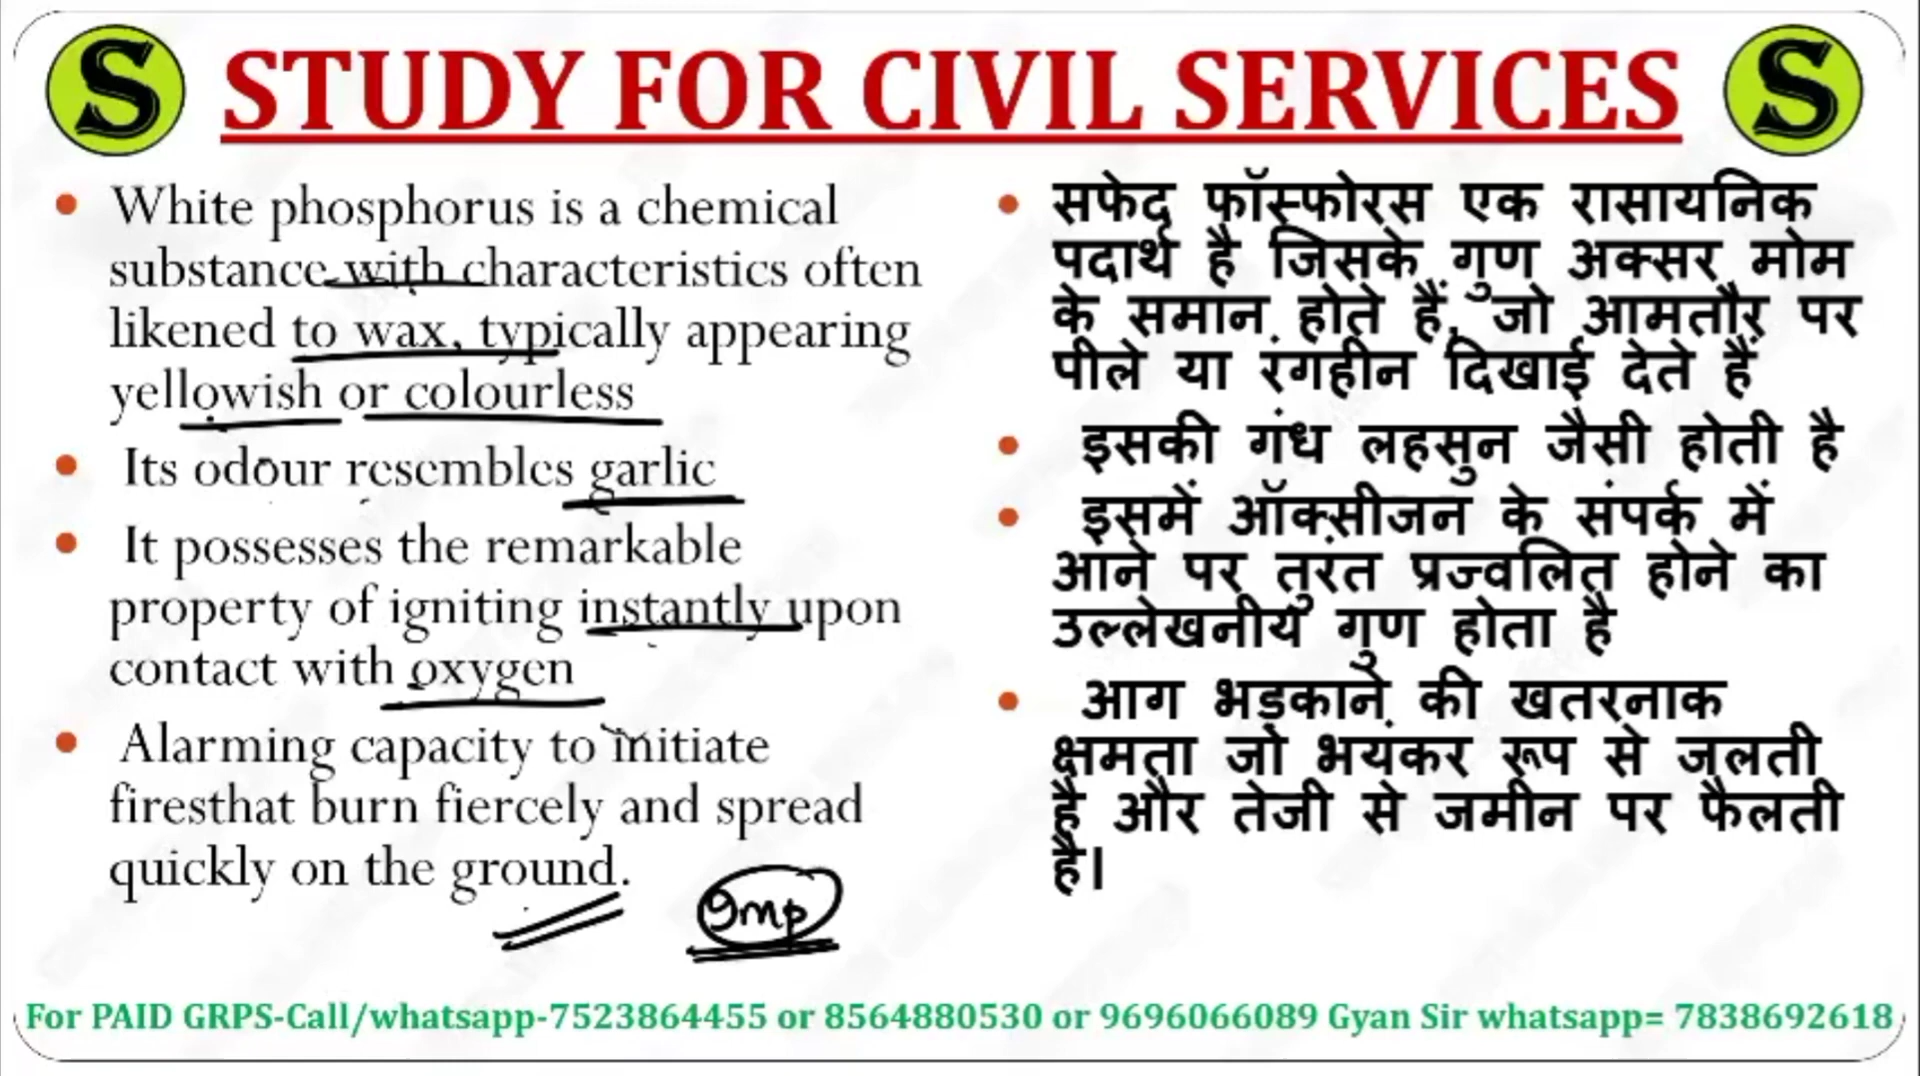 S STUDY FOR CIVIL SERVICES S
• White phosphorus is a chemical
substance with characteristics often
likened to wax, typically appearing
yellowish or colourless
• Its odour resembles garlic
• It possesses the remarkable
property of igniting instantly upon
contact with oxygen
• Alarming capacity to initiate
firesthat burn fiercely and spread
quickly on the ground.
Imp
• सफेद फॉस्फोरस एक रासायनिक
पदार्थ है जिसके गुण अक्सर मोम
के समान होते हैं, जो आमतौर पर
पीले या रंगहीन दिखाई देते हैं
• इसकी गंध लहसुन जैसी होती है
• इसमें ऑक्सीजन के संपर्क में
आने पर तुरंत प्रज्वलित होने का
उल्लेखनीय गुण होता है
• आग भड़काने की खतरनाक
क्षमता जो भयंकर रूप से जलती
है और तेजी से जमीन पर फैलती
है।
For PAID GRPS-Call/whatsapp-7523864455 or 8564880530 or 9696066089 Gyan Sir whatsapp= 7838692618